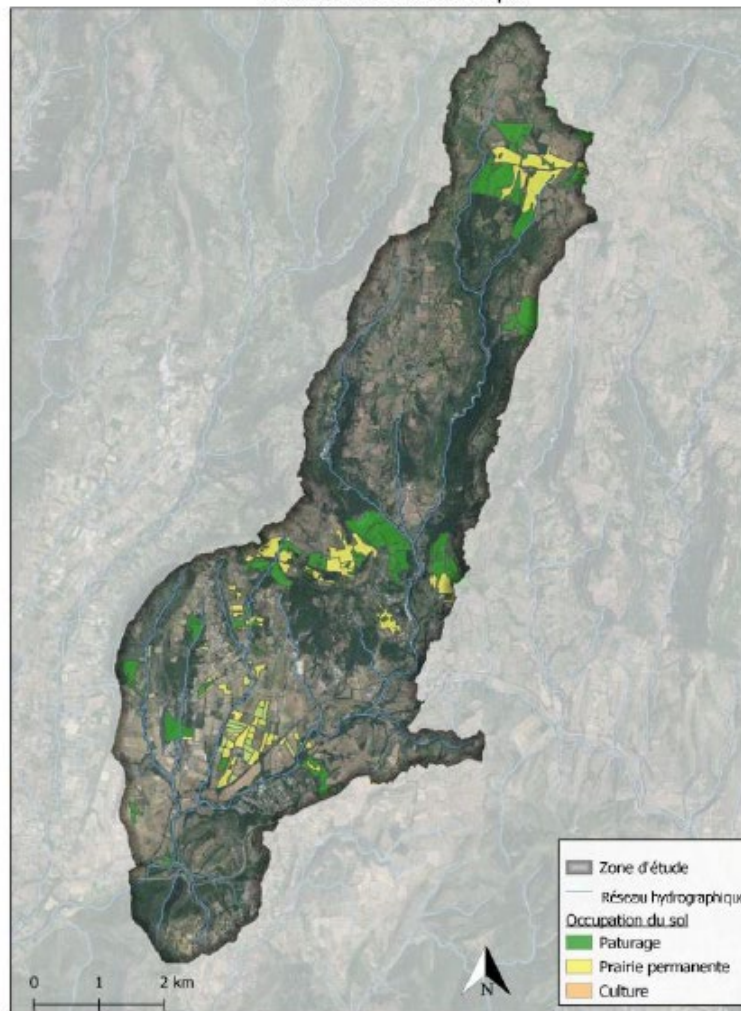 Zone d'étude
Réseau hydrographique
Occupation du sol
Paturage
Prairie permanente
Culture
0 1 2 km
N